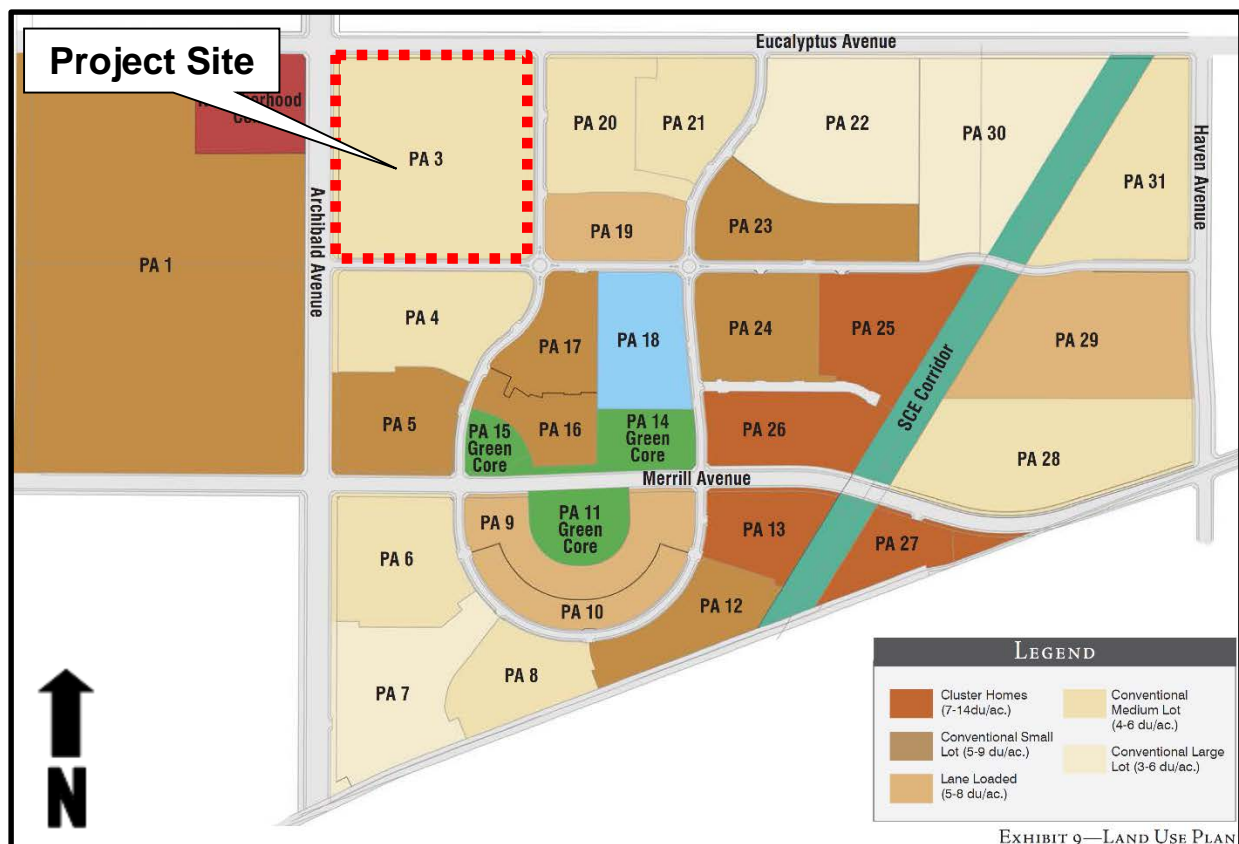 Eucalyptus Avenue
Project Site
PA 20
PA 21
PA 22
PA 30
PA 3
PA 31
Haven Avenue
Archibald Avenue
PA 19
PA 23
PA 1
PA 4
PA 17
PA 18
PA 24
PA 25
PA 29
SCE Corridor
PA 5
PA 15
Green
Core
PA 16
PA 14
Green
Core
PA 26
PA 28
Merrill Avenue
PA 9
PA 11
Green
Core
PA 13
PA 27
PA 6
PA 10
PA 12
PA 7
PA 8
N
LEGEND
Cluster Homes
(7-14du/ac.)
Conventional Small
Lot (5-9 du/ac.)
Lane Loaded
(5-8 du/ac.)
Conventional
Medium Lot
(4-6 du/ac.)
Conventional Large
Lot (3-6 du/ac.)
EXHIBIT 9—LAND USE PLAN